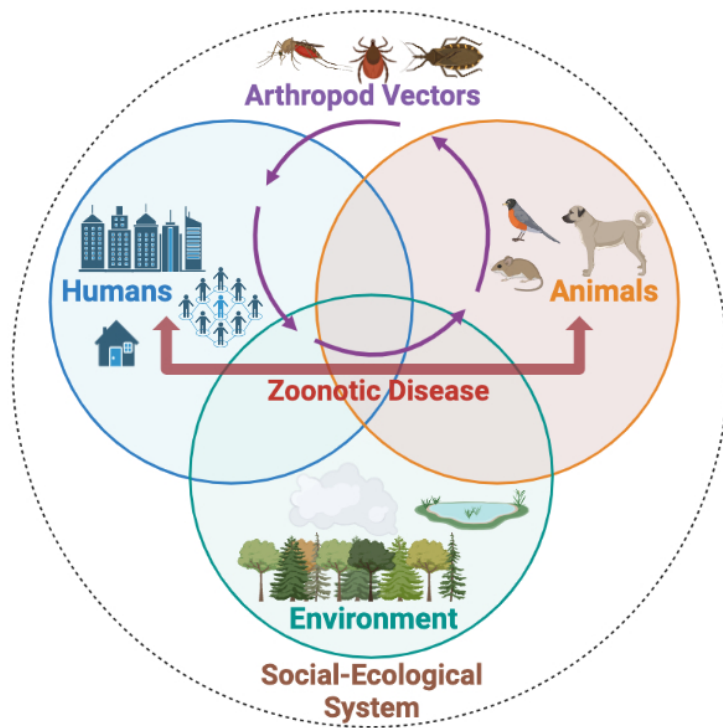 Arthropod Vectors
Humans
Animals
Zoonotic Disease
Environment
Social-Ecological
System